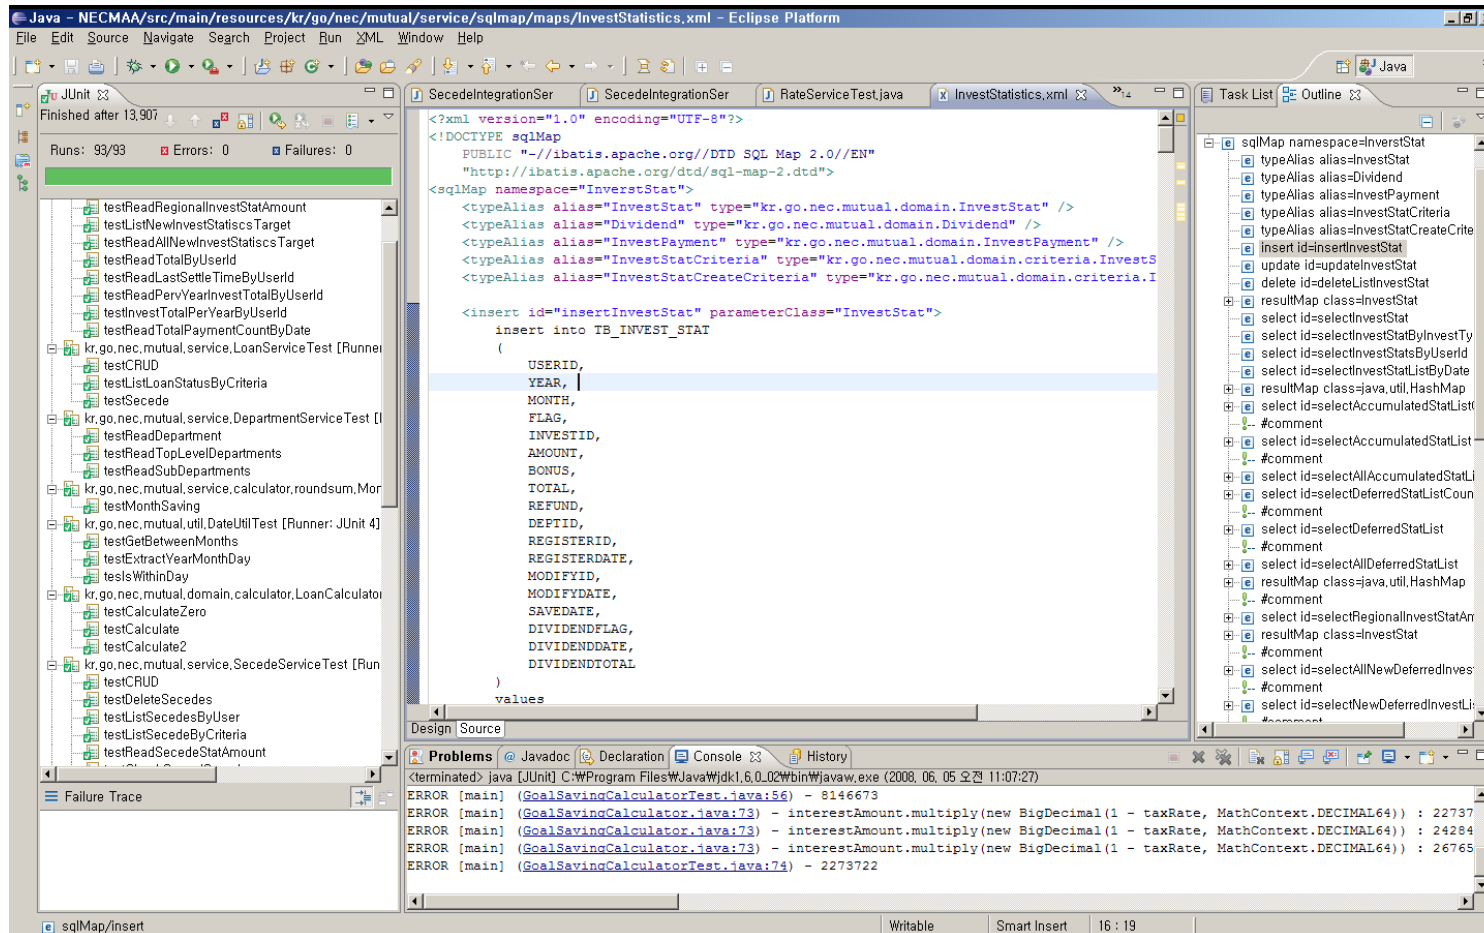 Java - NECMAA/src/main/resources/kr/go/nec/mutual/service/sqlmap/maps/InvestStatistics.xml - Eclipse Platform
File Edit Source Navigate Search Project Run XML Window Help
Java
JUnit
Finished after 13,907
Runs: 93/93 Errors: 0 Failures: 0
testReadRegionalInvestStatAmount
testListNewInvestStatiscsTarget
testReadAllNewInvestStatiscsTarget
testReadTotalByUserId
testReadLastSettleTimeByUserId
testReadPervYearInvestTotalByUserId
testInvestTotalPerYearByUserId
testReadTotalPaymentCountByDate
kr.go.nec.mutual.service.LoanServiceTest [Runner
testCRUD
testListLoanStatusByCriteria
testSecede
kr.go.nec.mutual.service.DepartmentServiceTest [
testReadDepartment
testReadTopLevelDepartments
testReadSubDepartments
kr.go.nec.mutual.service.calculator.roundsum.Mor
testMonthSaving
kr.go.nec.mutual.util.DateUtilTest [Runner: JUnit 4]
testGetBetweenMonths
testExtractYearMonthDay
tesIsWithinDay
kr.go.nec.mutual.domain.calculator.LoanCalculator
testCalculateZero
testCalculate
testCalculate2
kr.go.nec.mutual.service.SecedeServiceTest [Run
testCRUD
testDeleteSecedes
testListSecedesByUser
testListSecedeByCriteria
testReadSecedeStatAmount
Failure Trace
SecedeIntegrationSer SecedeIntegrationSer RateServiceTest.java InvestStatistics.xml 14
<?xml version="1.0" encoding="UTF-8"?>
<!DOCTYPE sqlMap
PUBLIC "-//ibatis.apache.org//DTD SQL Map 2.0//EN"
"http://ibatis.apache.org/dtd/sql-map-2.dtd">
<sqlMap namespace="InverstStat">
<typeAlias alias="InvestStat" type="kr.go.nec.mutual.domain.InvestStat" />
<typeAlias alias="Dividend" type="kr.go.nec.mutual.domain.Dividend" />
<typeAlias alias="InvestPayment" type="kr.go.nec.mutual.domain.InvestPayment" />
<typeAlias alias="InvestStatCriteria" type="kr.go.nec.mutual.domain.criteria.InvestS
<typeAlias alias="InvestStatCreateCriteria" type="kr.go.nec.mutual.domain.criteria.I
<insert id="insertInvestStat" parameterClass="InvestStat">
insert into TB_INVEST_STAT
(
USERID,
YEAR,
MONTH,
FLAG,
INVESTID,
AMOUNT,
BONUS,
TOTAL,
REFUND,
DEPTID,
REGISTERID,
REGISTERDATE,
MODIFYID,
MODIFYDATE,
SAVEDATE,
DIVIDENDFLAG,
DIVIDENDDATE,
DIVIDENDTOTAL
)
values
Design Source
Task List Outline
sqlMap namespace=InverstStat
typeAlias alias=InvestStat
typeAlias alias=Dividend
typeAlias alias=InvestPayment
typeAlias alias=InvestStatCriteria
typeAlias alias=InvestStatCreateCrite
insert id=insertInvestStat
update id=updateInvestStat
delete id=deleteListInvestStat
resultMap class=InvestStat
select id=selectInvestStat
select id=selectInvestStatByInvestTy
select id=selectInvestStatsByUserId
select id=selectInvestStatListByDate
resultMap class=java.util.HashMap
select id=selectAccumulatedStatList
#comment
select id=selectAccumulatedStatList
#comment
select id=selectAllAccumulatedStatLi
select id=selectDeferredStatListCoun
#comment
select id=selectDeferredStatList
#comment
select id=selectAllDeferredStatList
resultMap class=java.util.HashMap
#comment
select id=selectRegionalInvestStatAm
resultMap class=InvestStat
#comment
select id=selectAllNewDeferredInvest
#comment
select id=selectNewDeferredInvestLi
Problems Javadoc Declaration Console History
<terminated> java [JUnit] C:₩Program Files₩Java₩jdk1.6.0_02₩bin₩javaw.exe (2008. 06. 05 오전 11:07:27)
ERROR [main] (GoalSavingCalculatorTest.java:56) - 8146673
ERROR [main] (GoalSavingCalculator.java:73) - interestAmount.multiply(new BigDecimal(1 - taxRate, MathContext.DECIMAL64)) : 22737
ERROR [main] (GoalSavingCalculator.java:73) - interestAmount.multiply(new BigDecimal(1 - taxRate, MathContext.DECIMAL64)) : 24284
ERROR [main] (GoalSavingCalculator.java:73) - interestAmount.multiply(new BigDecimal(1 - taxRate, MathContext.DECIMAL64)) : 26765
ERROR [main] (GoalSavingCalculatorTest.java:74) - 2273722
sqlMap/insert Writable Smart Insert 16 : 19